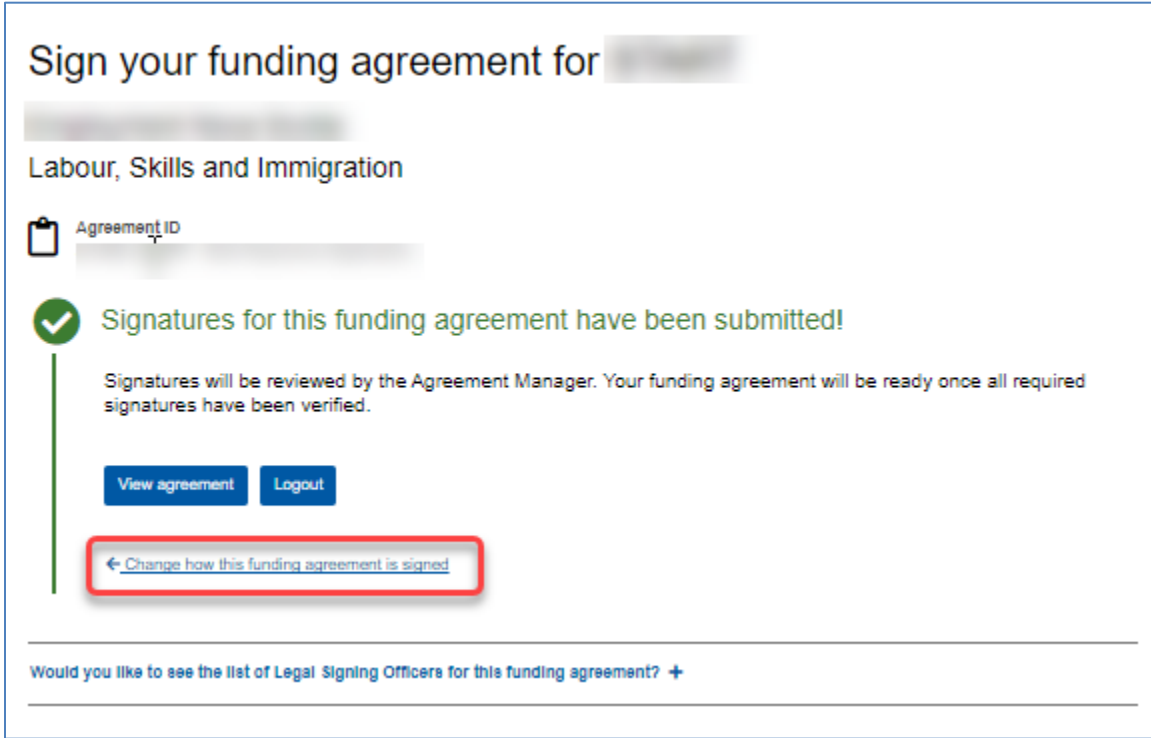 Sign your funding agreement for
Labour, Skills and Immigration
Agreement ID
Signatures for this funding agreement have been submitted!
Signatures will be reviewed by the Agreement Manager. Your funding agreement will be ready once all required
signatures have been verified.
View agreement Logout
← Change how this funding agreement is signed
Would you like to see the list of Legal Signing Officers for this funding agreement? +